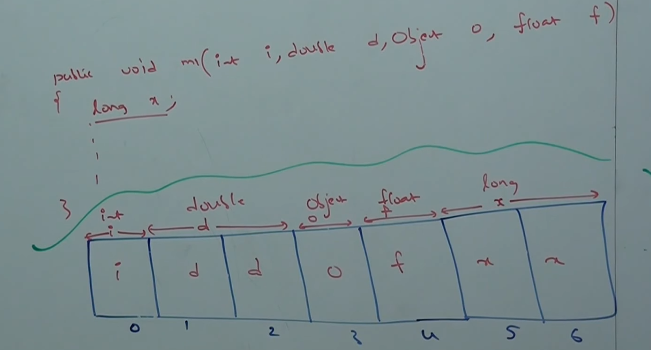 public void m1(int i, double d, Object o, float f)
{ long x;
}
int double object float long
i d o f x
i d d o f x x
0 1 2 3 4 5 6